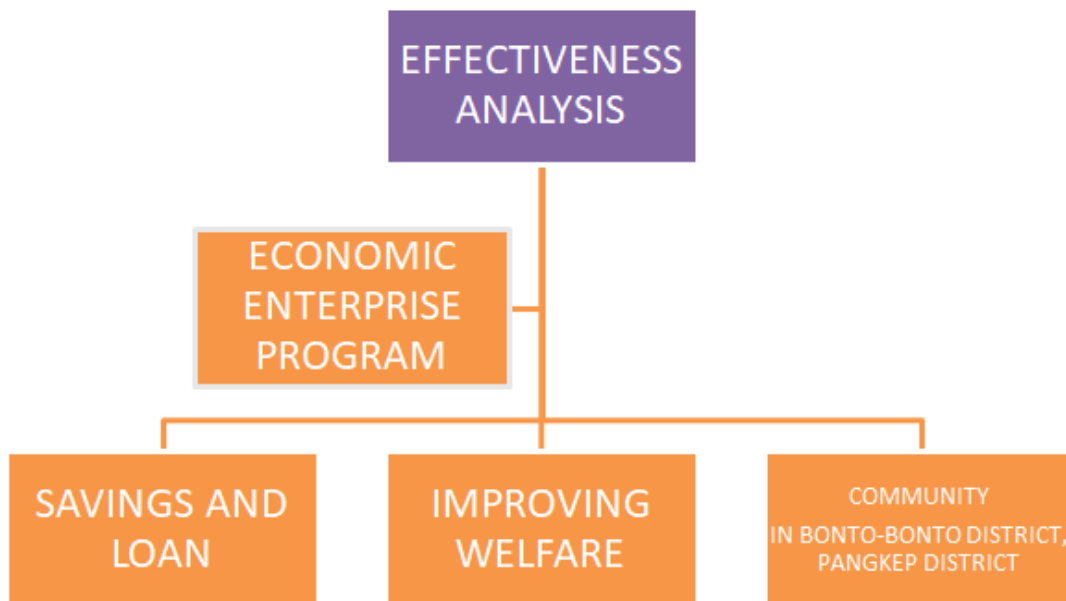 EFFECTIVENESS
ANALYSIS
ECONOMIC
ENTERPRISE
PROGRAM
SAVINGS AND
LOAN
IMPROVING
WELFARE
COMMUNITY
IN BONTO-BONTO DISTRICT,
PANGKEP DISTRICT